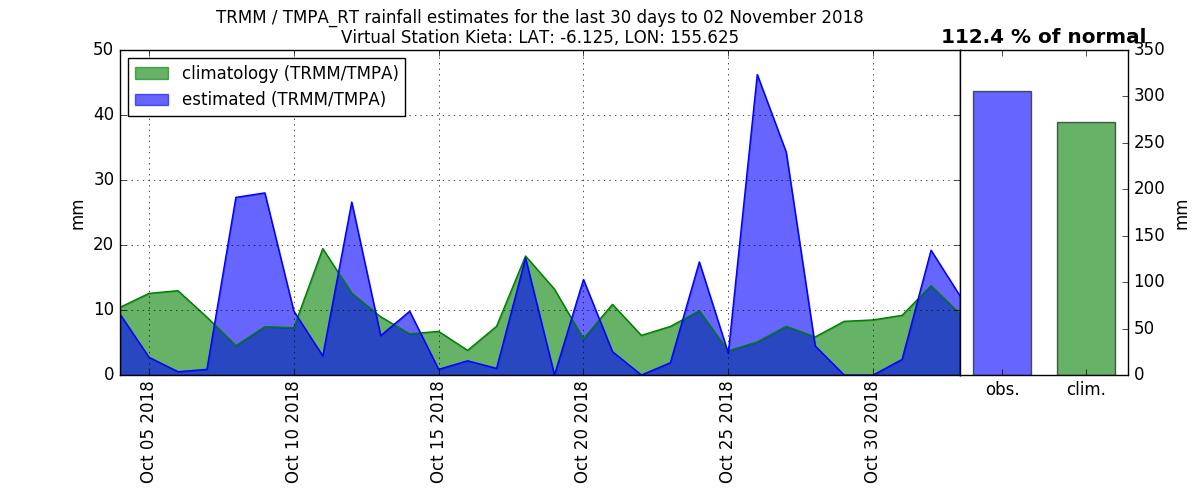 TRMM / TMPA_RT rainfall estimates for the last 30 days to 02 November 2018
Virtual Station Kieta: LAT: -6.125, LON: 155.625
112.4 % of normal
climatology (TRMM/TMPA)
estimated (TRMM/TMPA)
mm
50
40
30
20
10
0
Oct 05 2018
Oct 10 2018
Oct 15 2018
Oct 20 2018
Oct 25 2018
Oct 30 2018
350
300
250
200
150
100
50
0
mm
obs.
clim.